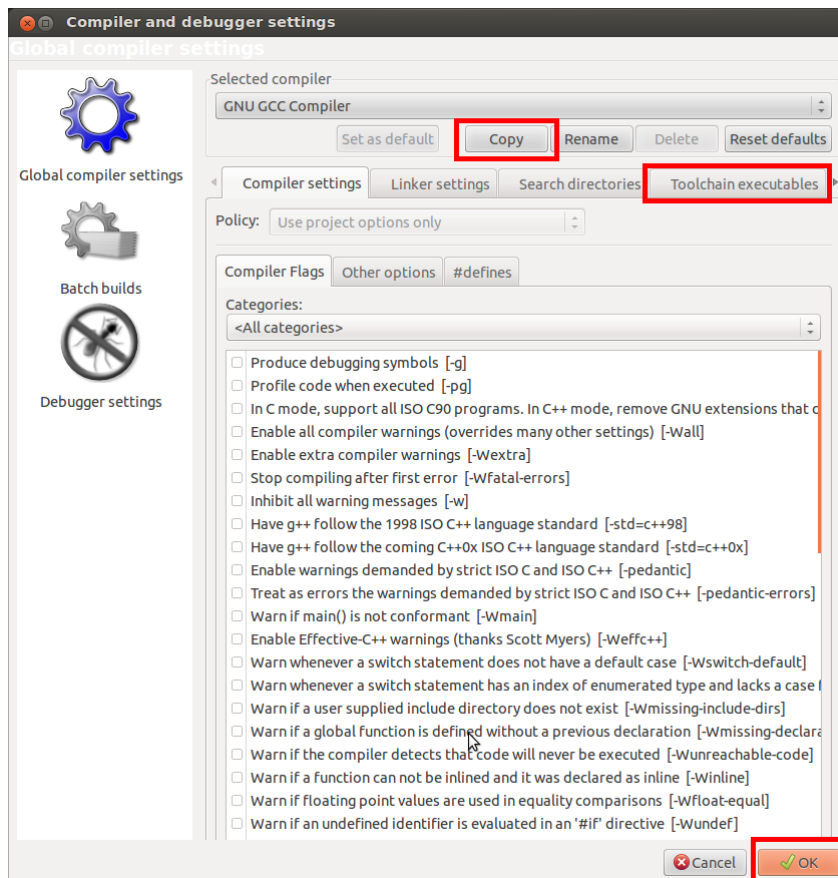 Compiler and debugger settings
Global compiler settings
Global compiler settings
Batch builds
Debugger settings
Selected compiler
GNU GCC Compiler
Set as default Copy Rename Delete Reset defaults
Compiler settings Linker settings Search directories Toolchain executables
Policy: Use project options only
Compiler Flags Other options #defines
Categories:
<All categories>
Produce debugging symbols [-g]
Profile code when executed [-pg]
In C mode, support all ISO C90 programs. In C++ mode, remove GNU extensions that c
Enable all compiler warnings (overrides many other settings) [-Wall]
Enable extra compiler warnings [-Wextra]
Stop compiling after first error [-Wfatal-errors]
Inhibit all warning messages [-w]
Have g++ follow the 1998 ISO C++ language standard [-std=c++98]
Have g++ follow the coming C++0x ISO C++ language standard [-std=c++0x]
Enable warnings demanded by strict ISO C and ISO C++ [-pedantic]
Treat as errors the warnings demanded by strict ISO C and ISO C++ [-pedantic-errors]
Warn if main() is not conformant [-Wmain]
Enable Effective-C++ warnings (thanks Scott Myers) [-Weffc++]
Warn whenever a switch statement does not have a default case [-Wswitch-default]
Warn whenever a switch statement has an index of enumerated type and lacks a case f
Warn if a user supplied include directory does not exist [-Wmissing-include-dirs]
Warn if a global function is defined without a previous declaration [-Wmissing-declara
Warn if the compiler detects that code will never be executed [-Wunreachable-code]
Warn if a function can not be inlined and it was declared as inline [-Winline]
Warn if floating point values are used in equality comparisons [-Wfloat-equal]
Warn if an undefined identifier is evaluated in an '#if' directive [-Wundef]
Cancel OK